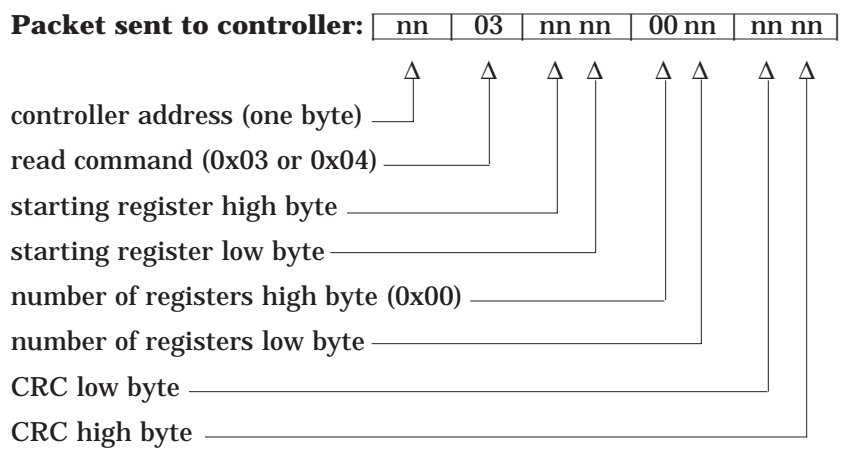 Packet sent to controller: nn 03 nn nn 00 nn nn nn
Δ Δ Δ Δ Δ Δ Δ Δ
controller address (one byte)
read command (0x03 or 0x04)
starting register high byte
starting register low byte
number of registers high byte (0x00)
number of registers low byte
CRC low byte
CRC high byte